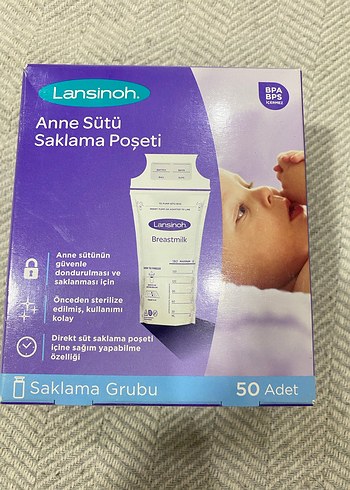 Lansinoh®
BPA
BPS
İÇERMEZ
Anne Sütü
Saklama Poşeti
Lansinoh
Breastmilk
Anne sütünün
güvenle
dondurulması ve
saklanması için
Önceden sterilize
edilmiş, kullanımı
kolay
Direkt süt saklama poşeti
içine sağım yapabilme
özelliği
Saklama Grubu
50 Adet